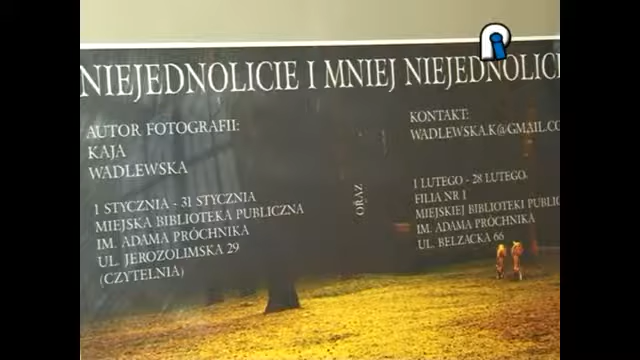 NIEJEDNOLICIE I MNIEJ NIEJEDNOLICI
AUTOR FOTOGRAFII:
KAJA
WADLEWSKA
1 STYCZNIA - 31 STYCZNIA
MIEJSKA BIBLIOTEKA PUBLICZNA
IM. ADAMA PRÓCHNIKA
UL. JEROZOLIMSKA 29
(CZYTELNIA)
ORAZ
KONTAKT:
WADLEWSKA.K@GMAIL.CO
1 LUTEGO - 28 LUTEGO
FILIA NR 1
MIEJSKIEJ BIBLIOTEKI PUBLIC
IM. ADAMA PRÓCHNIKA
UL. BELZACKA 66